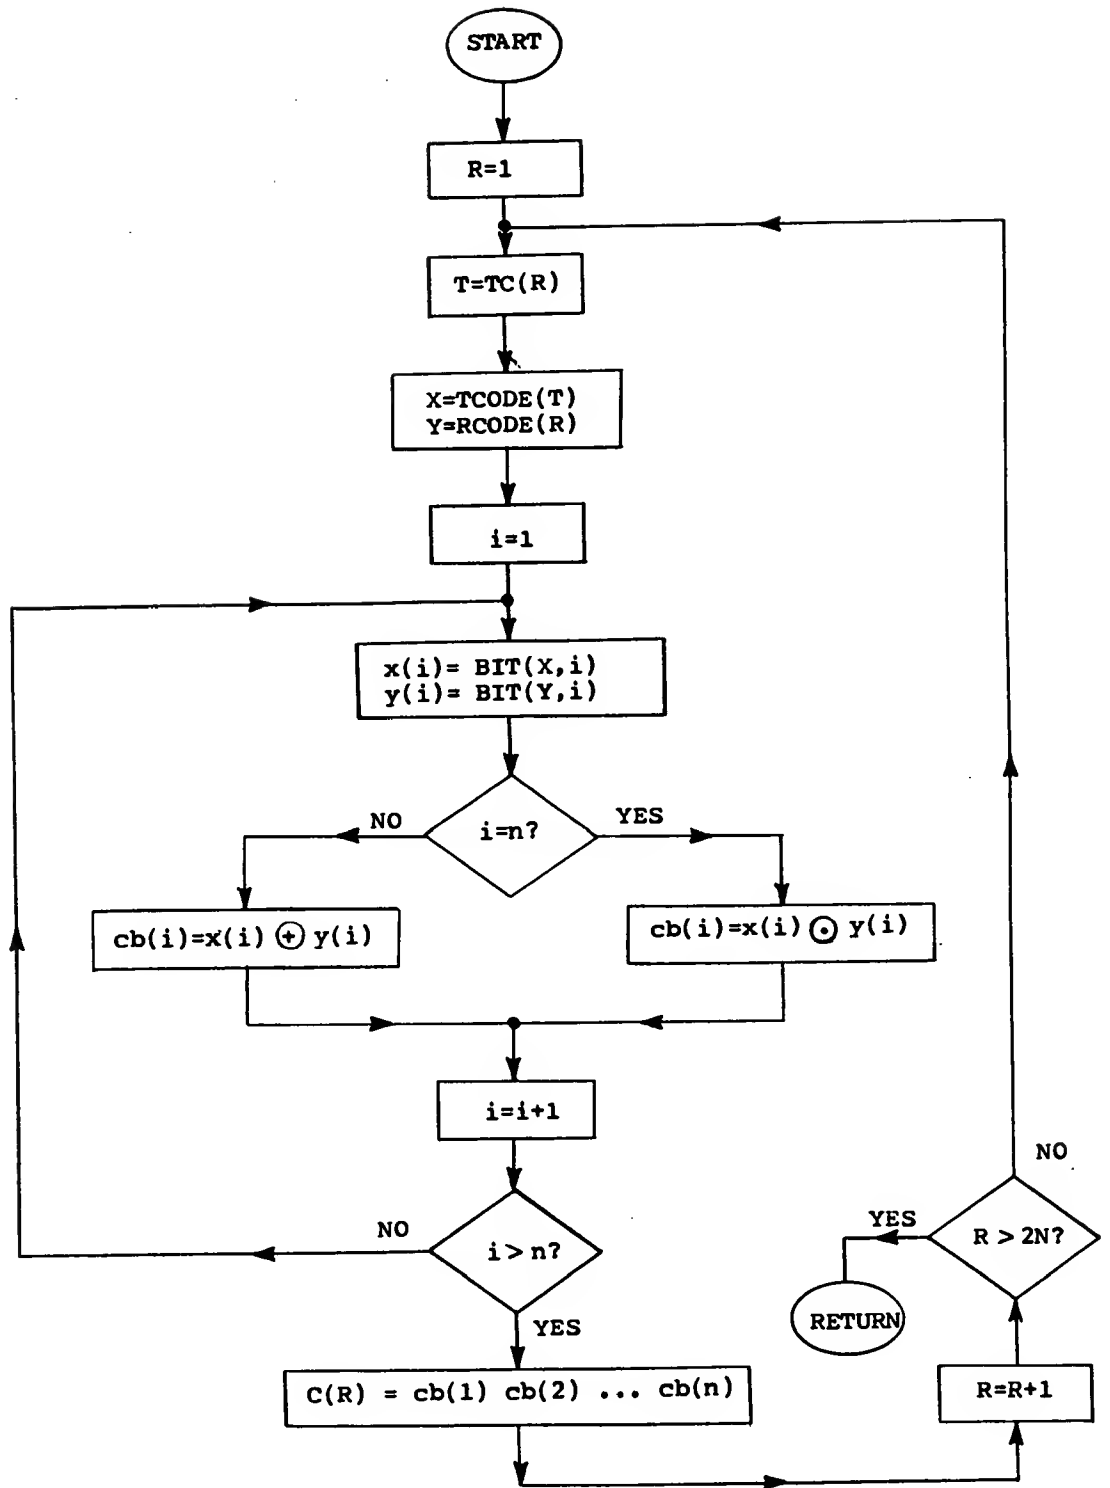 START
R=1
T=TC(R)
X=TCODE(T)
Y=RCODE(R)
i=1
x(i)= BIT(X,i)
y(i)= BIT(Y,i)
i=n?
NO
YES
cb(i)=x(i) ⊕ y(i)
cb(i)=x(i) ⊙ y(i)
i=i+1
i > n?
NO
YES
C(R) = cb(1) cb(2) ... cb(n)
R=R+1
R > 2N?
NO
YES
RETURN